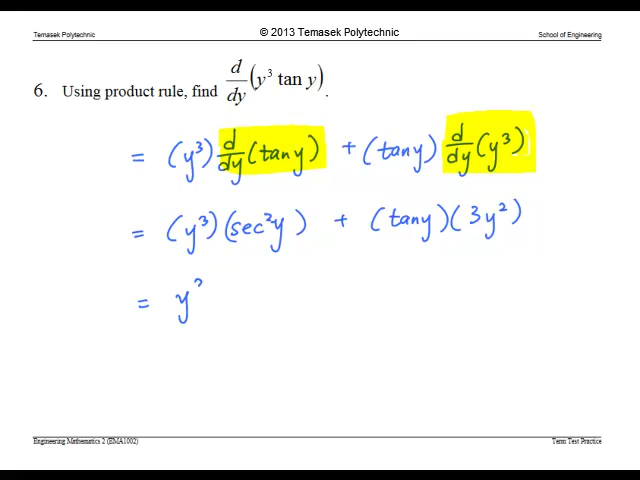 Temasek Polytechnic © 2013 Temasek Polytechnic School of Engineering
6. Using product rule, find d/dy (y³ tan y).
= (y³) d/dy (tan y) + (tan y) d/dy (y³)
= (y³)(sec²y) + (tan y)(3y²)
= y³
Engineering Mathematics 2 (EMA1002) Term Test Practice